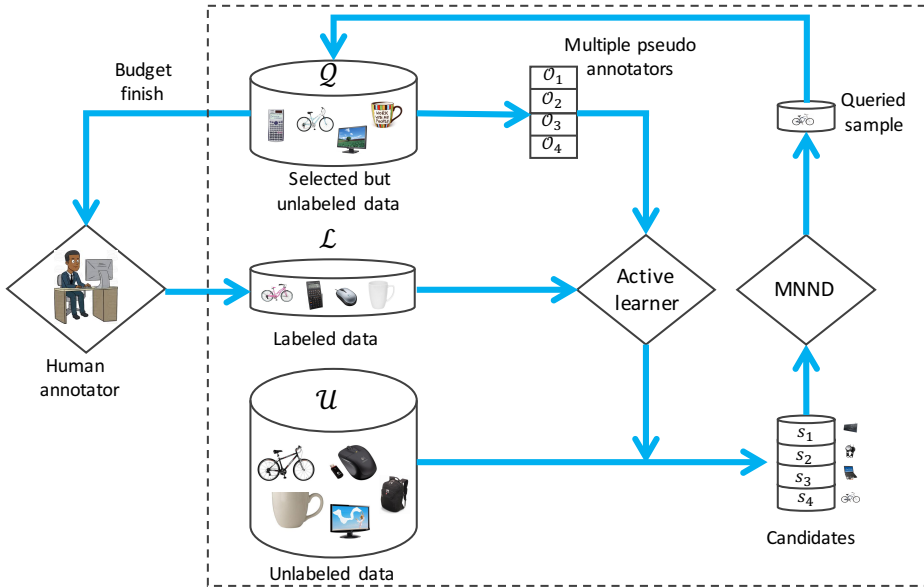 Budget
finish
𝒬
Selected but
unlabeled data
Multiple pseudo
annotators
𝒪₁
𝒪₂
𝒪₃
𝒪₄
Queried
sample
ℒ
Labeled data
Human
annotator
Active
learner
MNND
𝒰
Unlabeled data
s₁
s₂
s₃
s₄
Candidates